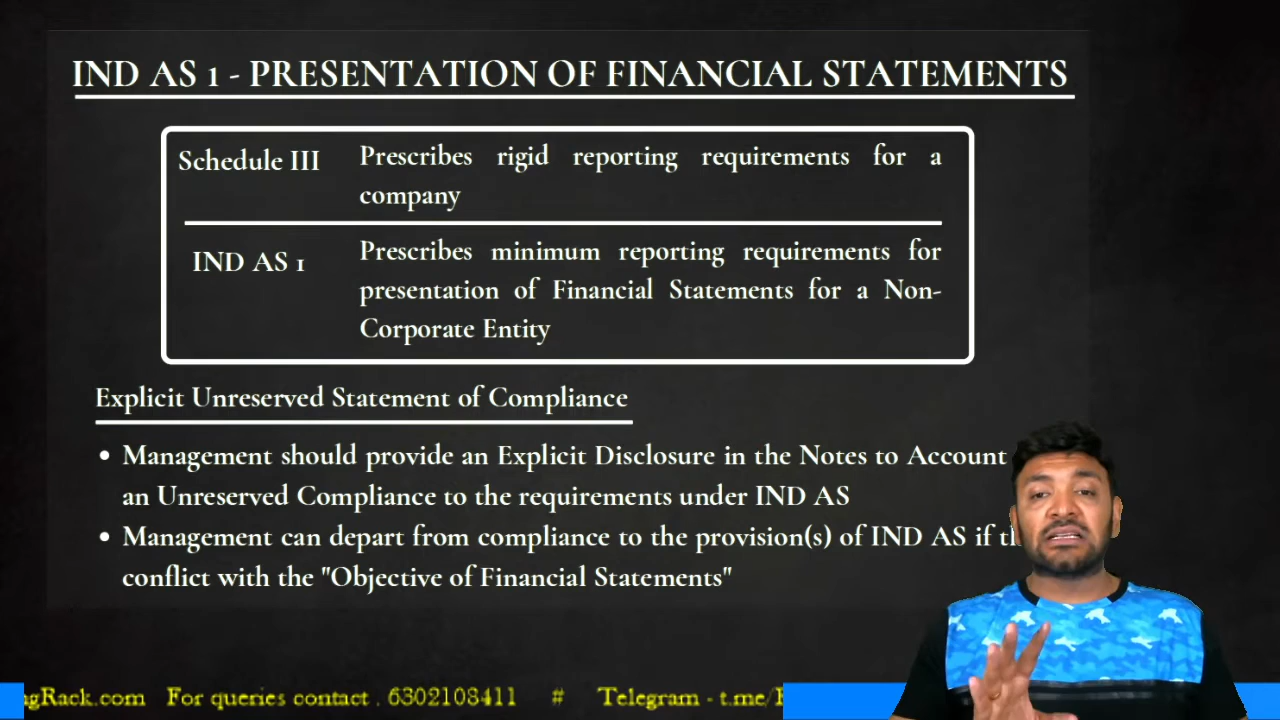 IND AS 1 - PRESENTATION OF FINANCIAL STATEMENTS
Schedule III
Prescribes rigid reporting requirements for a
company
IND AS 1
Prescribes minimum reporting requirements for
presentation of Financial Statements for a Non-
Corporate Entity
Explicit Unreserved Statement of Compliance
• Management should provide an Explicit Disclosure in the Notes to Account
an Unreserved Compliance to the requirements under IND AS
• Management can depart from compliance to the provision(s) of IND AS if
conflict with the "Objective of Financial Statements"
ngRack.com For queries contact . 6302108411 # Telegram - t.me/